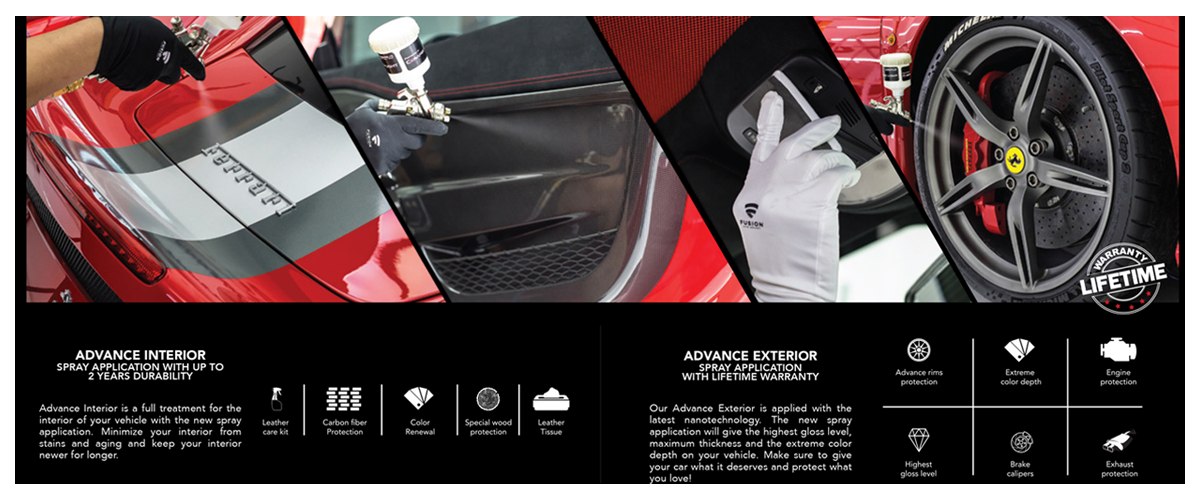 Ferrari
FUSION
MICHELIN
Pilot Sport Cup 2
WARRANTY
LIFETIME
ADVANCE INTERIOR
SPRAY APPLICATION WITH UP TO
2 YEARS DURABILITY
Advance Interior is a full treatment for the
interior of your vehicle with the new spray
application. Minimize your interior from
stains and aging and keep your interior
newer for longer.
Leather
care kit
Carbon fiber
Protection
Color
Renewal
Special wood
protection
Leather
Tissue
ADVANCE EXTERIOR
SPRAY APPLICATION
WITH LIFETIME WARRANTY
Our Advance Exterior is applied with the
latest nanotechnology. The new spray
application will give the highest gloss level,
maximum thickness and the extreme color
depth on your vehicle. Make sure to give
your car what it deserves and protect what
you love!
Advance rims
protection
Extreme
color depth
Engine
protection
Highest
gloss level
Brake
calipers
Exhaust
protection